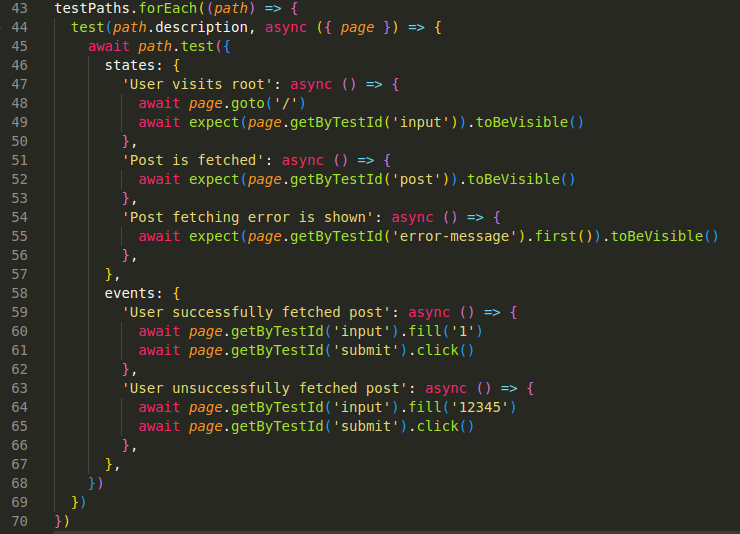 43 testPaths.forEach((path) => {
44   test(path.description, async ({ page }) => {
45     await path.test({
46       states: {
47         'User visits root': async () => {
48           await page.goto('/')
49           await expect(page.getByTestId('input')).toBeVisible()
50         },
51         'Post is fetched': async () => {
52           await expect(page.getByTestId('post')).toBeVisible()
53         },
54         'Post fetching error is shown': async () => {
55           await expect(page.getByTestId('error-message').first()).toBeVisible()
56         },
57       },
58       events: {
59         'User successfully fetched post': async () => {
60           await page.getByTestId('input').fill('1')
61           await page.getByTestId('submit').click()
62         },
63         'User unsuccessfully fetched post': async () => {
64           await page.getByTestId('input').fill('12345')
65           await page.getByTestId('submit').click()
66         },
67       },
68     })
69   })
70 })